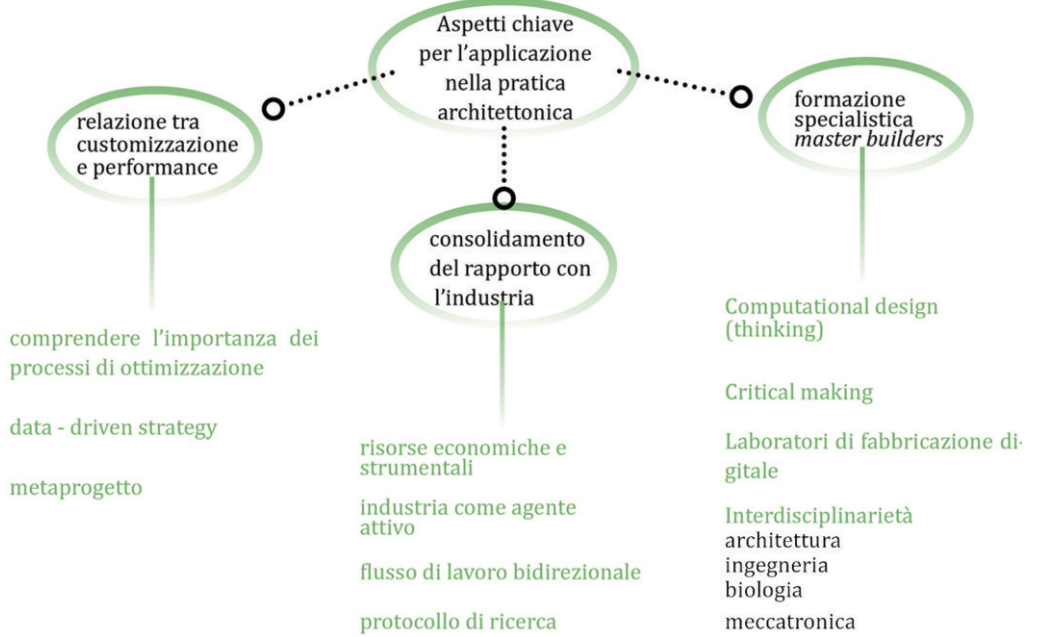 Aspetti chiave
per l'applicazione
nella pratica
architettonica
relazione tra
customizzazione
e performance
formazione
specialistica
master builders
consolidamento
del rapporto con
l'industria
comprendere l'importanza dei
processi di ottimizzazione
data - driven strategy
metaprogetto
risorse economiche e
strumentali
industria come agente
attivo
flusso di lavoro bidirezionale
protocollo di ricerca
Computational design
(thinking)
Critical making
Laboratori di fabbricazione di-
gitale
Interdisciplinarietà
architettura
ingegneria
biologia
meccatronica